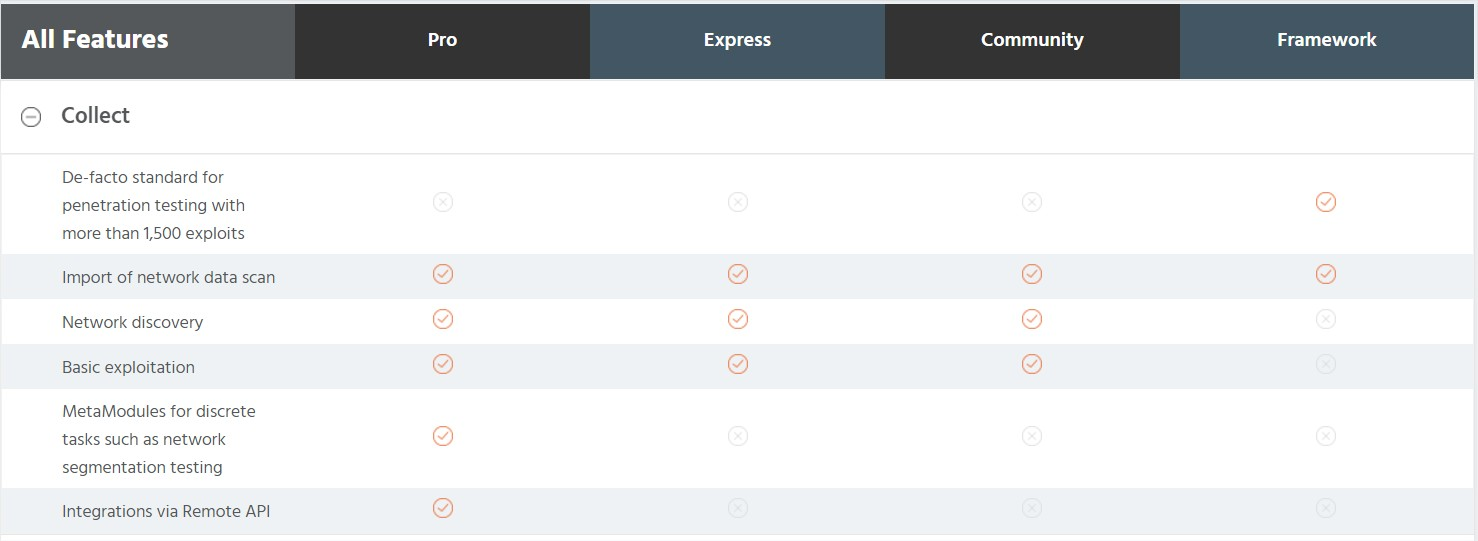 All Features Pro Express Community Framework
Collect
De-facto standard for
penetration testing with
more than 1,500 exploits
Import of network data scan
Network discovery
Basic exploitation
MetaModules for discrete
tasks such as network
segmentation testing
Integrations via Remote API